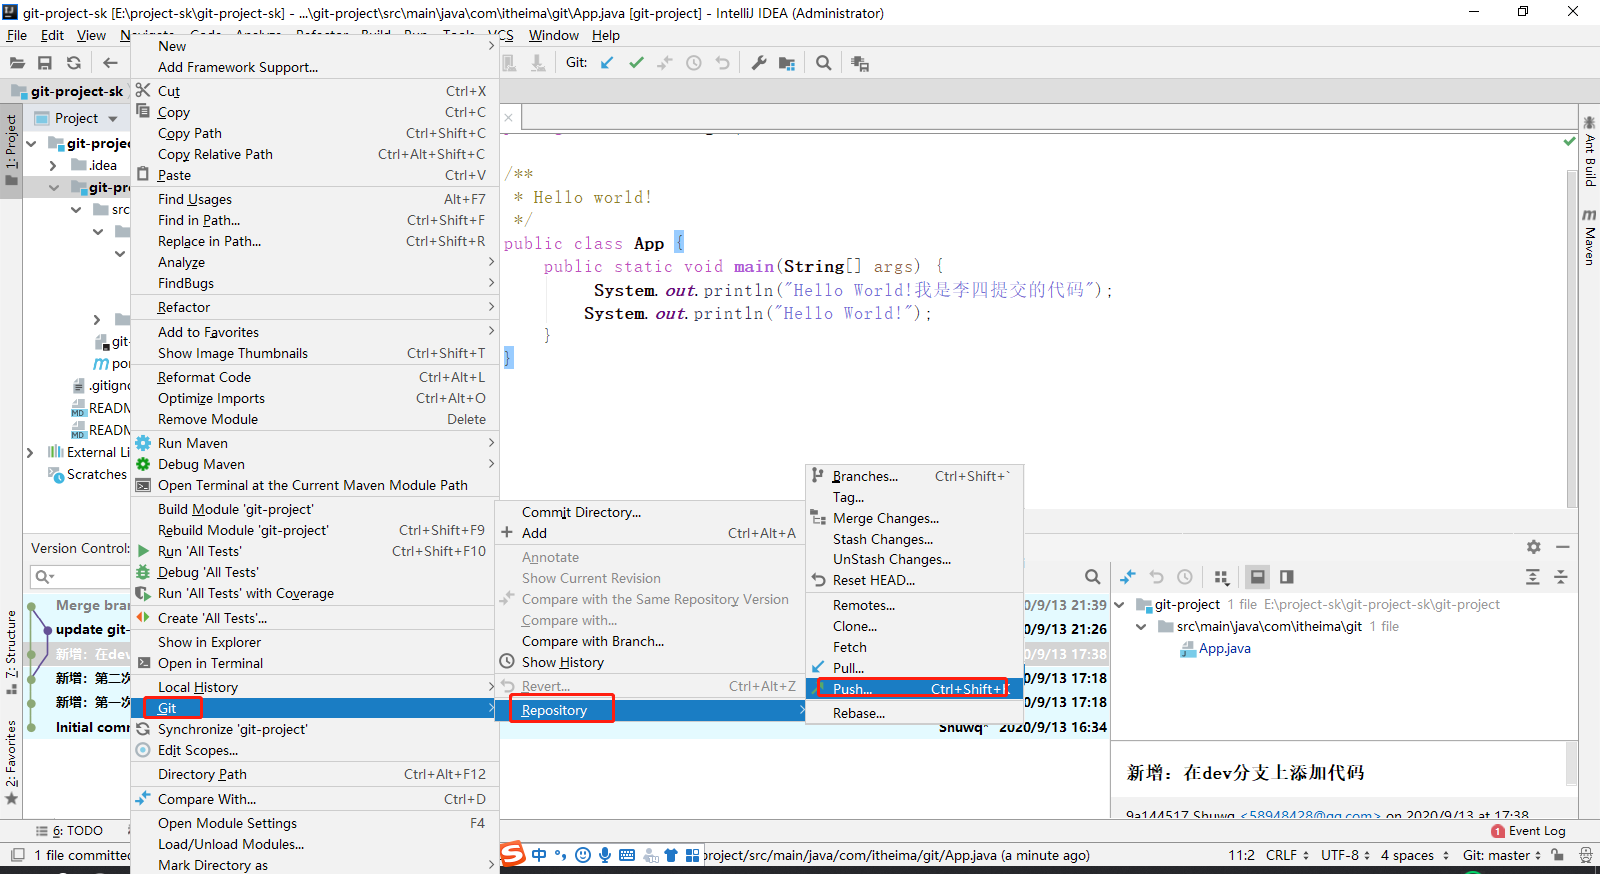 git-project-sk [E:\project-sk\git-project-sk] - ...\git-project\src\main\java\com\itheima\git\App.java [git-project] - IntelliJ IDEA (Administrator)
File Edit View VCS Window Help
Git:
git-project-sk
1: Project
Project
git-projec
.idea
git-pr
src
git-
.gitigno
READM
READM
External Li
Scratches
New
Add Framework Support...
Cut Ctrl+X
Copy Ctrl+C
Copy Path Ctrl+Shift+C
Copy Relative Path Ctrl+Alt+Shift+C
Paste Ctrl+V
Find Usages Alt+F7
Find in Path... Ctrl+Shift+F
Replace in Path... Ctrl+Shift+R
Analyze
FindBugs
Refactor
Add to Favorites
Show Image Thumbnails Ctrl+Shift+T
Reformat Code Ctrl+Alt+L
Optimize Imports Ctrl+Alt+O
Remove Module Delete
Run Maven
Debug Maven
Open Terminal at the Current Maven Module Path
Build Module 'git-project'
Rebuild Module 'git-project' Ctrl+Shift+F9
Run 'All Tests' Ctrl+Shift+F10
Debug 'All Tests'
Run 'All Tests' with Coverage
Create 'All Tests'...
Show in Explorer
Open in Terminal
Local History
Git
Synchronize 'git-project'
Edit Scopes...
Directory Path Ctrl+Alt+F12
Compare With... Ctrl+D
Open Module Settings F4
Load/Unload Modules...
Mark Directory as
/**
* Hello world!
*/
public class App {
public static void main(String[] args) {
System.out.println("Hello World!我是李四提交的代码");
System.out.println("Hello World!");
}
}
Ant Build
m Maven
Commit Directory...
Add Ctrl+Alt+A
Annotate
Show Current Revision
Compare with the Same Repository Version
Compare with...
Compare with Branch...
Show History
Revert... Ctrl+Alt+Z
Repository
Branches... Ctrl+Shift+`
Tag...
Merge Changes...
Stash Changes...
UnStash Changes...
Reset HEAD...
Remotes...
Clone...
Fetch
Pull...
Push... Ctrl+Shift+K
Rebase...
Version Control:
Merge bran
update git-
新增：在dev
新增：第二次
新增：第一次
Initial comm
0/9/13 21:39
0/9/13 21:26
0/9/13 17:38
0/9/13 17:18
0/9/13 17:18
Shuwq* 2020/9/13 16:34
git-project 1 file E:\project-sk\git-project-sk\git-project
src\main\java\com\itheima\git 1 file
App.java
新增：在dev分支上添加代码
9a144517 Shuwq <58948428@qq.com> on 2020/9/13 at 17:38
7: Structure
2: Favorites
6: TODO
1 Event Log
1 file committed
中
project/src/main/java/com/itheima/git/App.java (a minute ago)
11:2 CRLF UTF-8 4 spaces Git: master